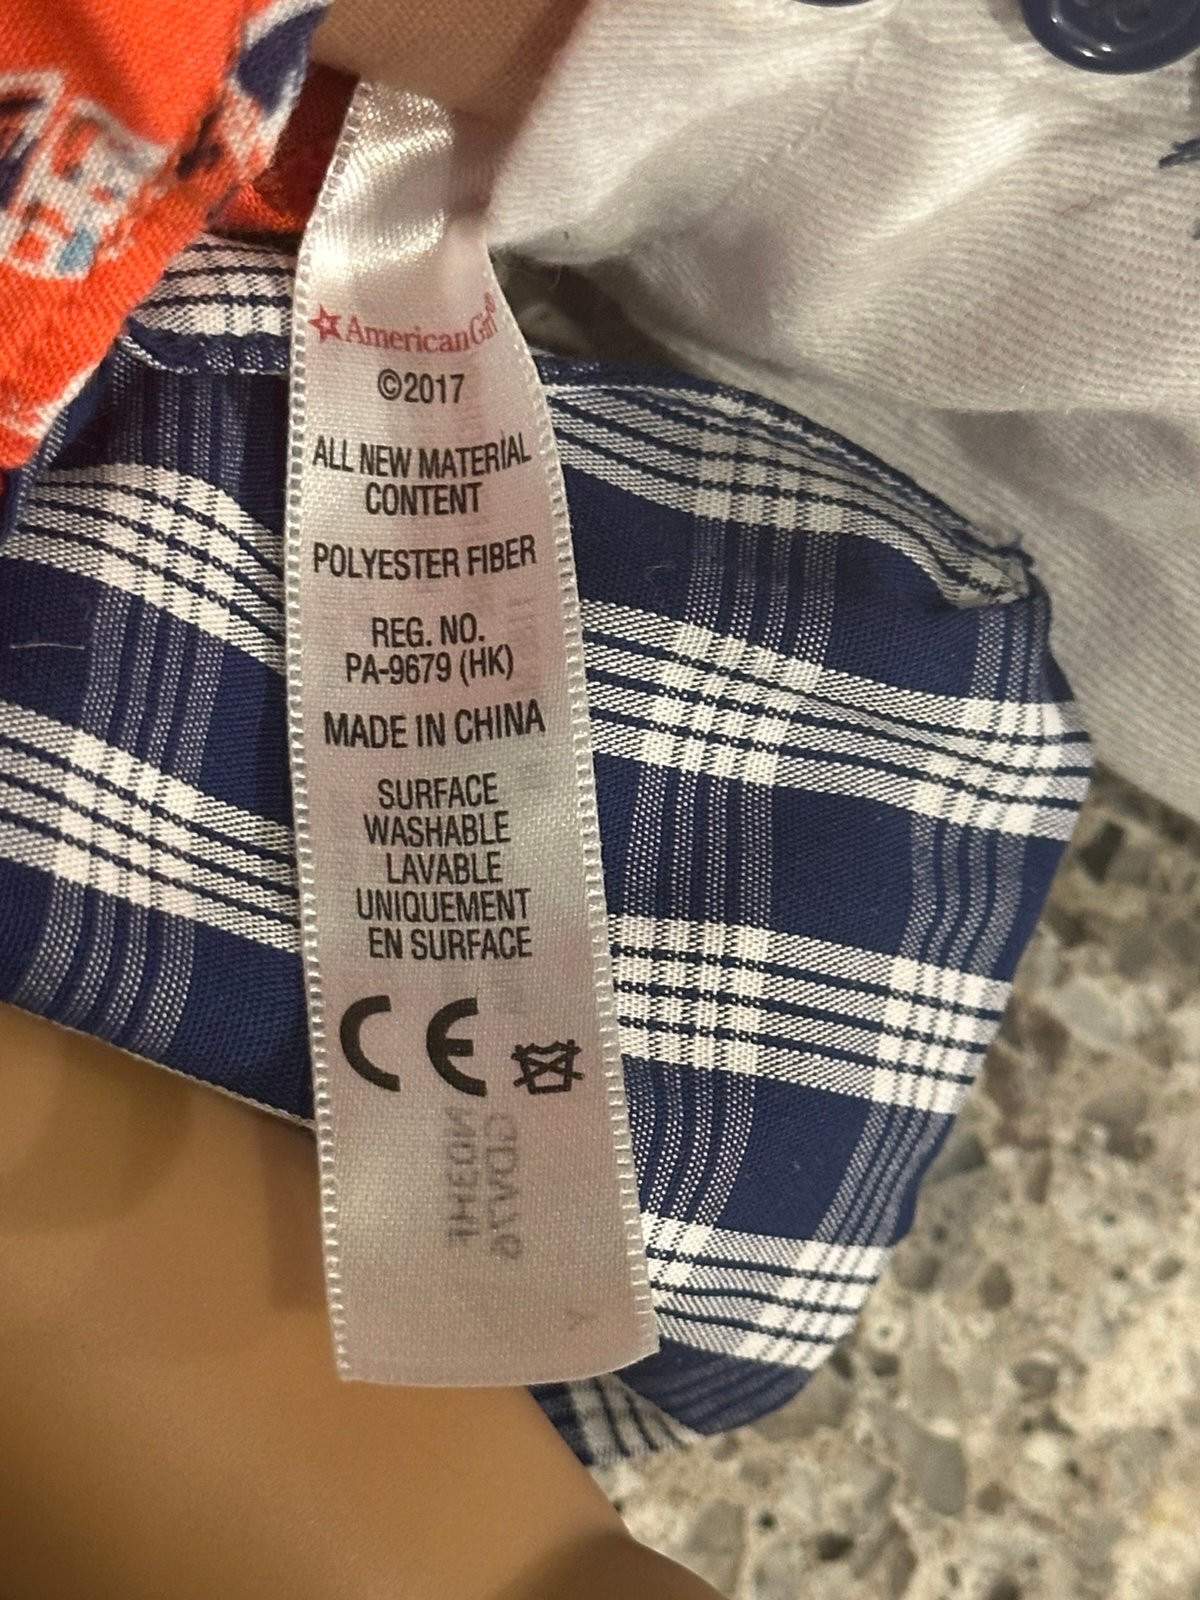 American Girl®
©2017
ALL NEW MATERIAL
CONTENT
POLYESTER FIBER
REG. NO.
PA-9679 (HK)
MADE IN CHINA
SURFACE
WASHABLE
LAVABLE
UNIQUEMENT
EN SURFACE
CE